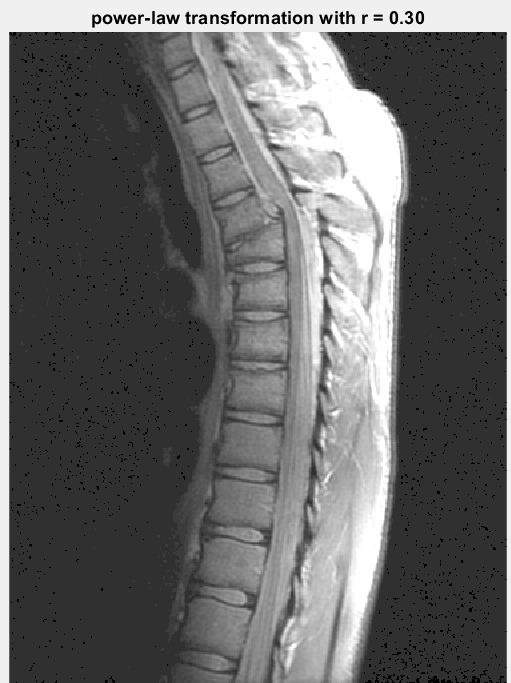 power-law transformation with r = 0.30